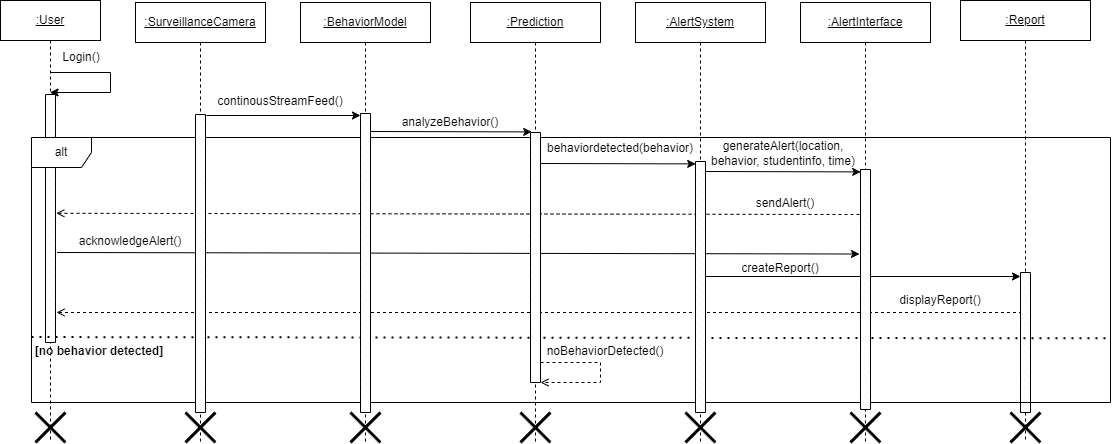 :User
:SurveillanceCamera
:BehaviorModel
:Prediction
:AlertSystem
:AlertInterface
:Report
Login()
continousStreamFeed()
analyzeBehavior()
alt
behaviordetected(behavior)
generateAlert(location,
behavior, studentinfo, time)
sendAlert()
acknowledgeAlert()
createReport()
displayReport()
[no behavior detected]
noBehaviorDetected()